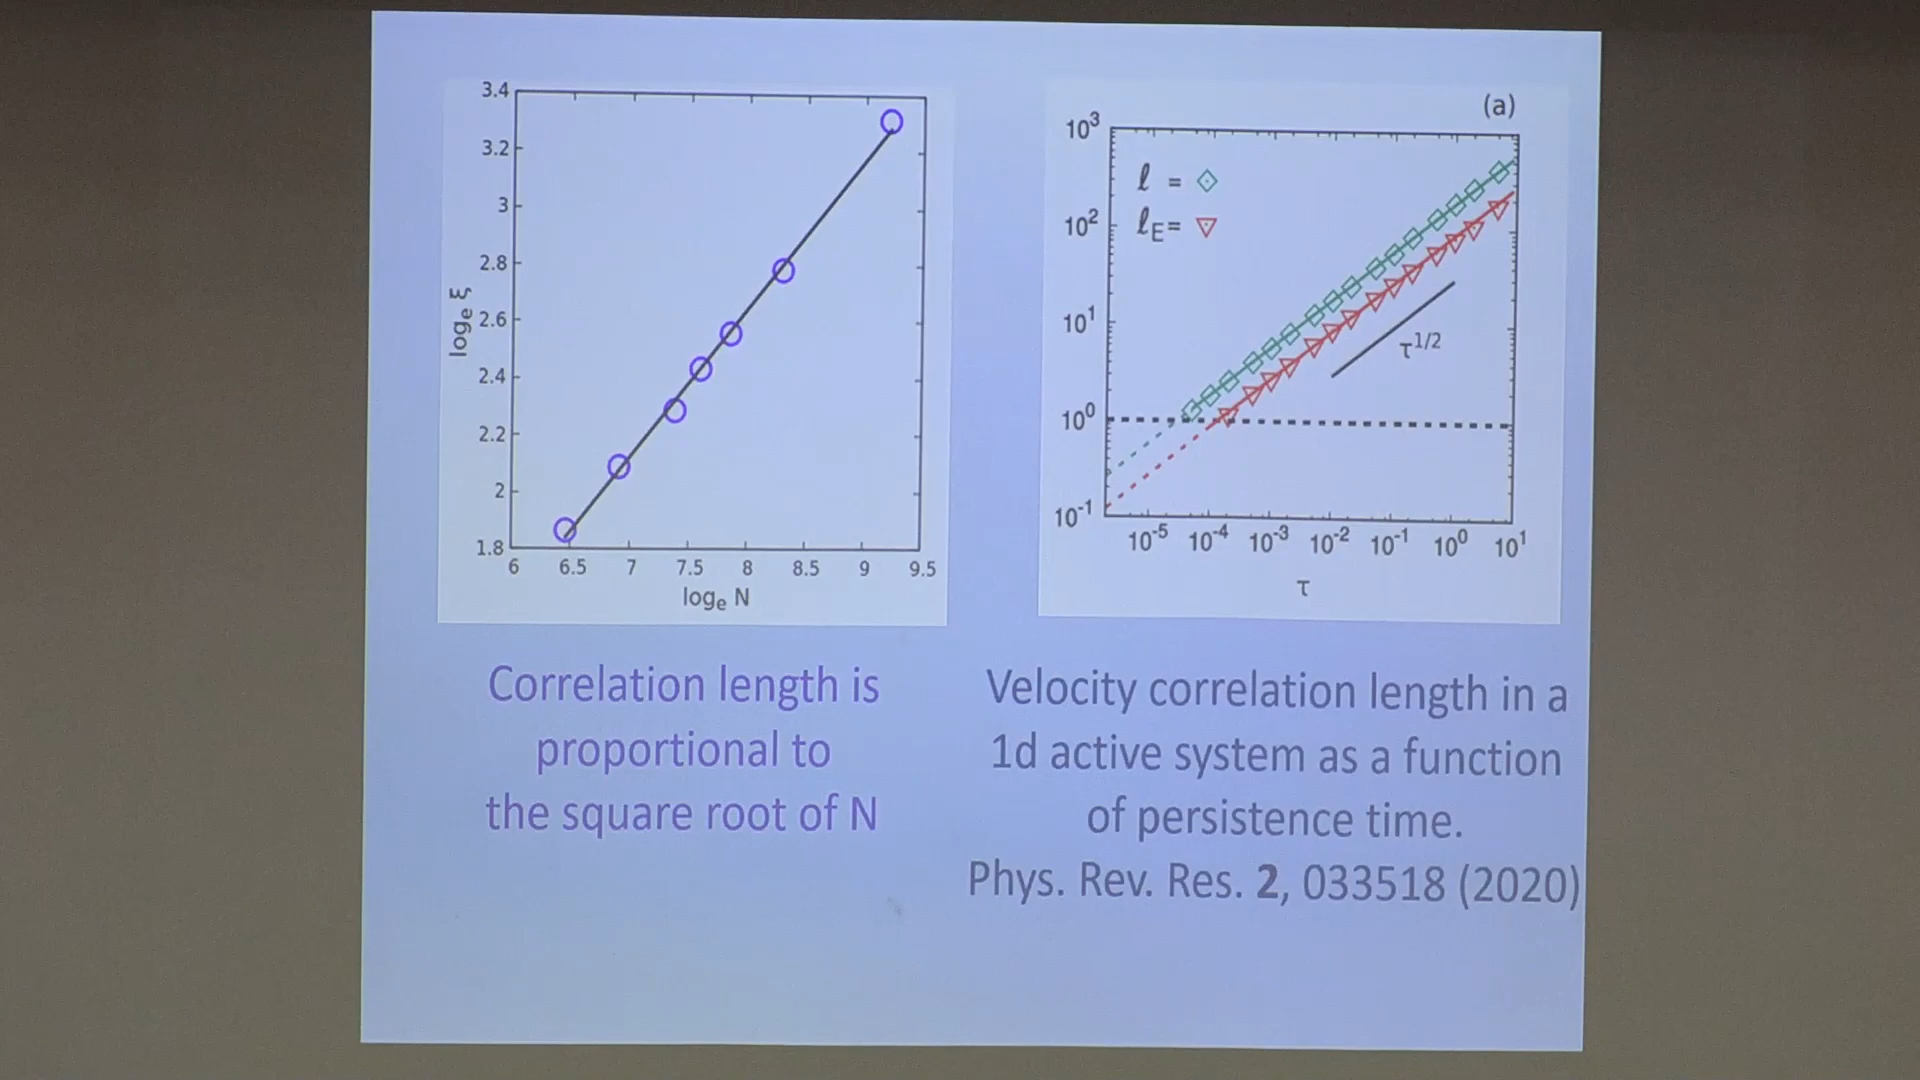 3.4
3.2
3
2.8
2.6
2.4
2.2
2
1.8
logₑ ξ
6 6.5 7 7.5 8 8.5 9 9.5
logₑ N
(a)
10³
10²
10¹
10⁰
10⁻¹
ℓ =
ℓE=
τ¹/²
10⁻⁵ 10⁻⁴ 10⁻³ 10⁻² 10⁻¹ 10⁰ 10¹
τ
Correlation length is
proportional to
the square root of N
Velocity correlation length in a
1d active system as a function
of persistence time.
Phys. Rev. Res. 2, 033518 (2020)